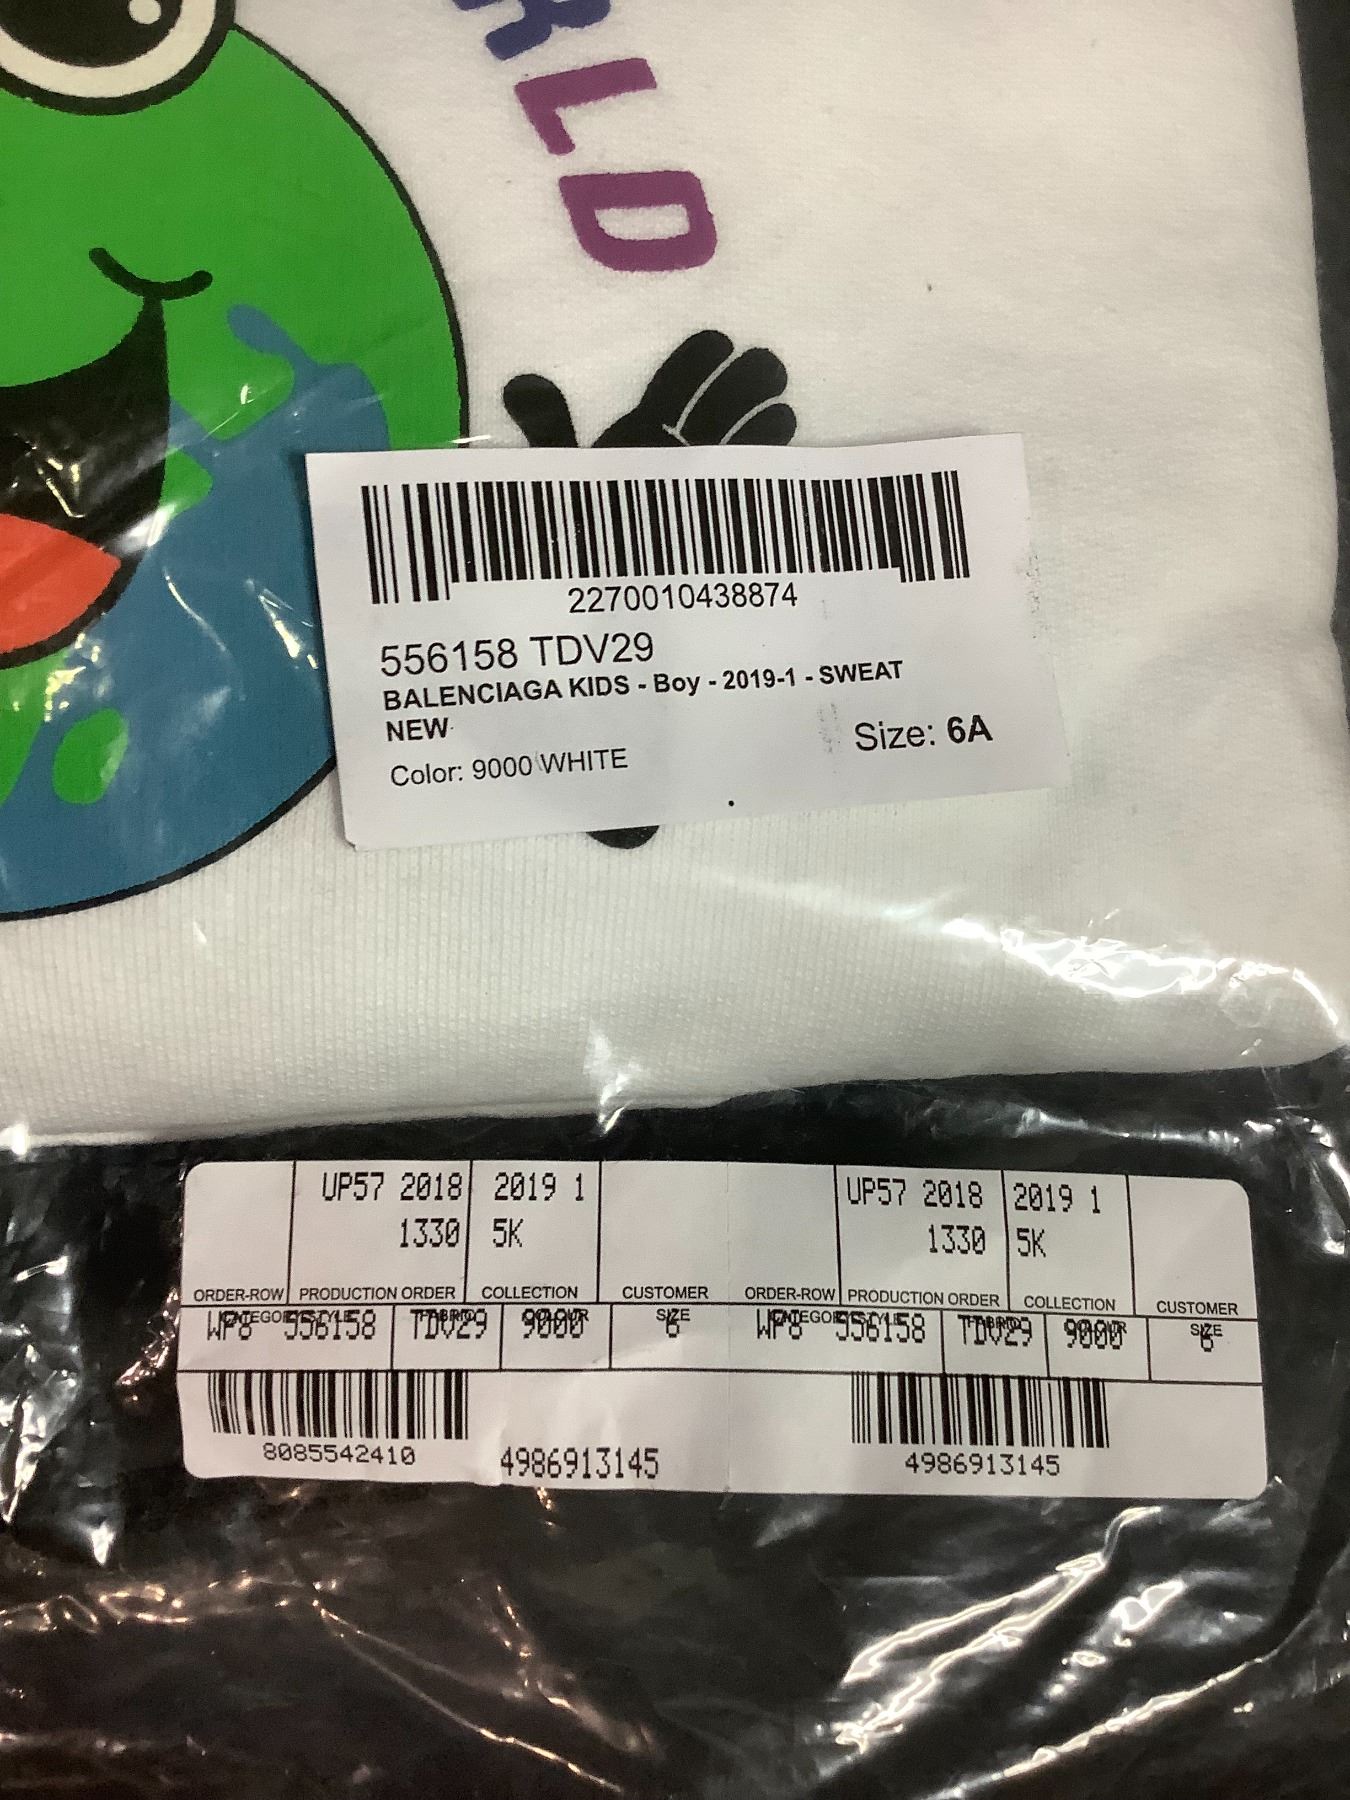 RLD
2270010438874
556158 TDV29
BALENCIAGA KIDS - Boy - 2019-1 - SWEAT
NEW
Size: 6A
Color: 9000 WHITE
UP57 2018 2019 1 UP57 2018 2019 1
1330 5K 1330 5K
ORDER-ROW PRODUCTION ORDER COLLECTION CUSTOMER ORDER-ROW PRODUCTION ORDER COLLECTION CUSTOMER
SIZE SIZE
WP8 556158 TDV29 9000 6 WP8 556158 TDV29 9000 6
8085542410 4986913145 4986913145